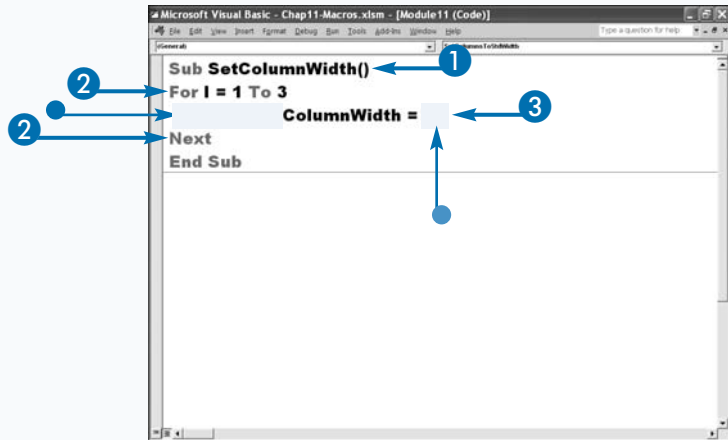 Microsoft Visual Basic - Chap11-Macros.xlsm - [Module11 (Code)]
File Edit View Insert Format Debug Run Tools Add-Ins Window Help
Type a question for help
(General)
SetColumnsToStdWidth
1
Sub SetColumnWidth()
2
For I = 1 To 3
ColumnWidth =
3
2
Next
End Sub